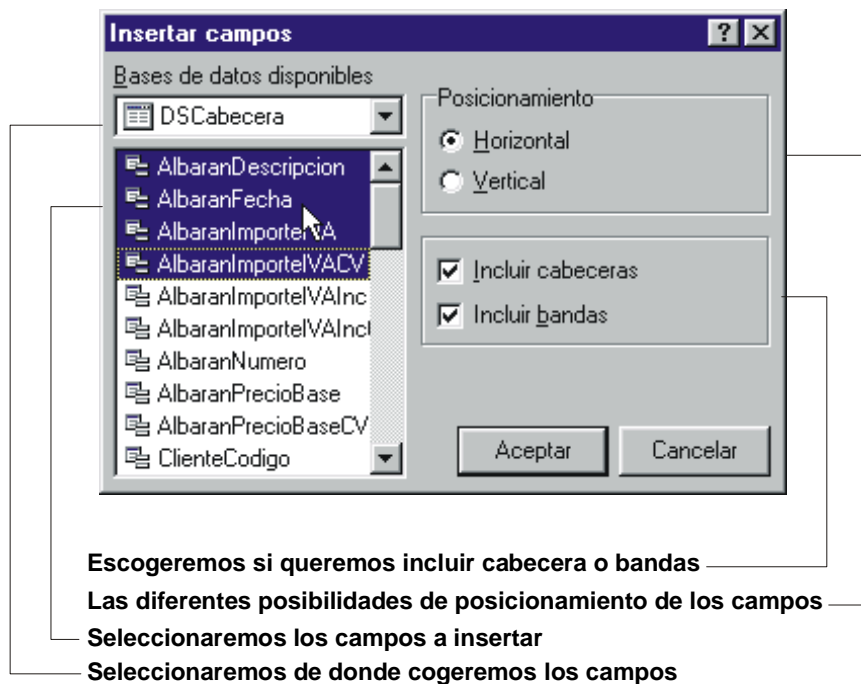 Insertar campos
Bases de datos disponibles
DSCabecera
AlbaranDescripcion
AlbaranFecha
AlbaranImporteIVA
AlbaranImporteIVACV
AlbaranImporteIVAInc
AlbaranImporteIVAInc
AlbaranNumero
AlbaranPrecioBase
AlbaranPrecioBaseCV
ClienteCodigo
Posicionamiento
Horizontal
Vertical
Incluir cabeceras
Incluir bandas
Aceptar
Cancelar
Escogeremos si queremos incluir cabecera o bandas
Las diferentes posibilidades de posicionamiento de los campos
Seleccionaremos los campos a insertar
Seleccionaremos de donde cogeremos los campos